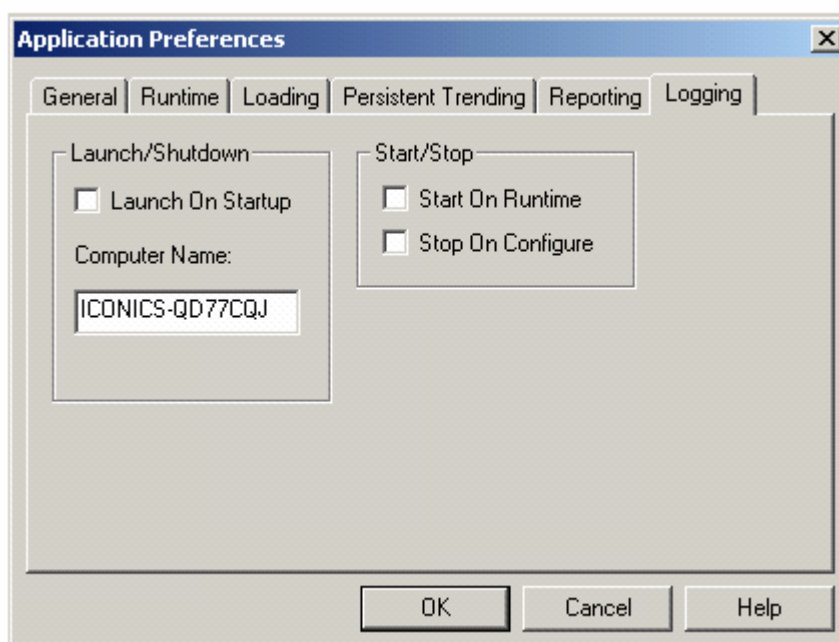 Application Preferences
General Runtime Loading Persistent Trending Reporting Logging
Launch/Shutdown
Launch On Startup
Computer Name:
ICONICS-QD77CQJ
Start/Stop
Start On Runtime
Stop On Configure
OK Cancel Help